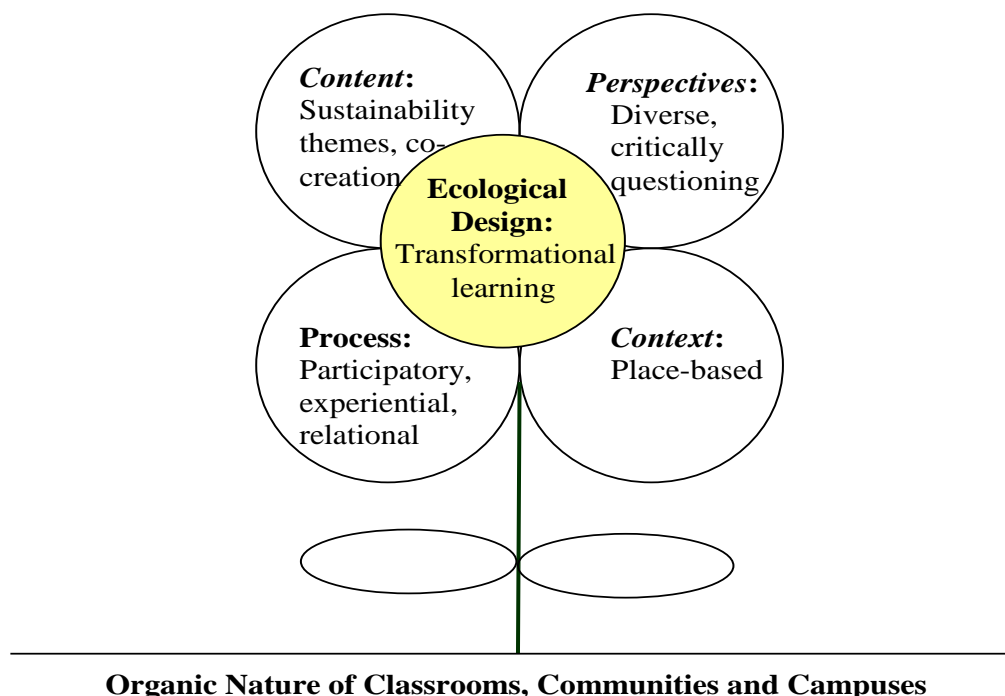 Content:
Sustainability
themes, co-
creation
Perspectives:
Diverse,
critically
questioning
Ecological
Design:
Transformational
learning
Process:
Participatory,
experiential,
relational
Context:
Place-based
Organic Nature of Classrooms, Communities and Campuses